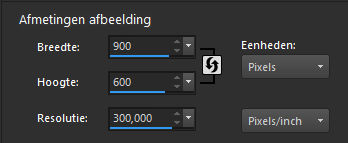 Afmetingen afbeelding
Breedte: 900 Eenheden:
Hoogte: 600 Pixels
Resolutie: 300,000 Pixels/inch